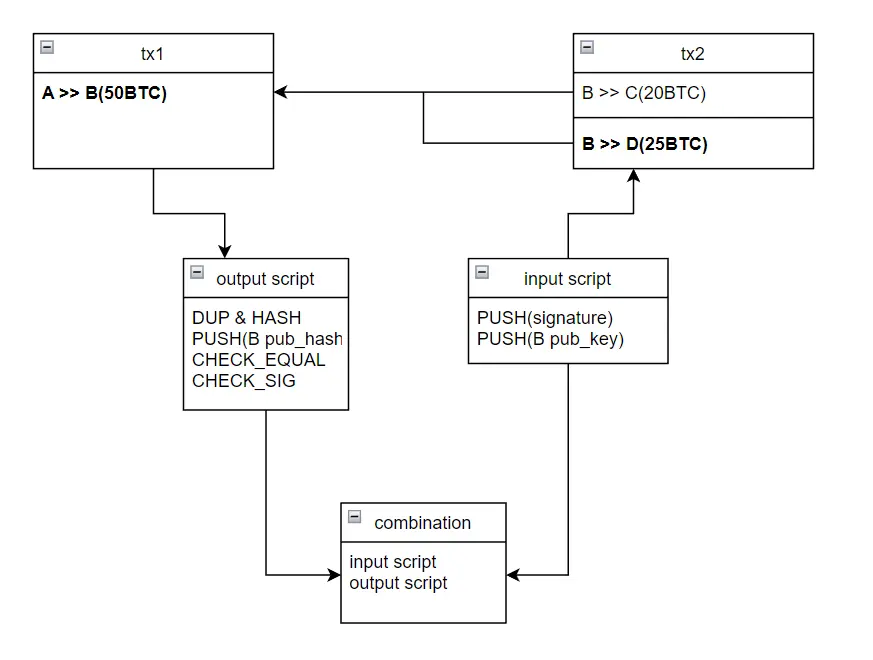 tx1
A >> B(50BTC)
tx2
B >> C(20BTC)
B >> D(25BTC)
output script
DUP & HASH
PUSH(B pub_hash
CHECK_EQUAL
CHECK_SIG
input script
PUSH(signature)
PUSH(B pub_key)
combination
input script
output script